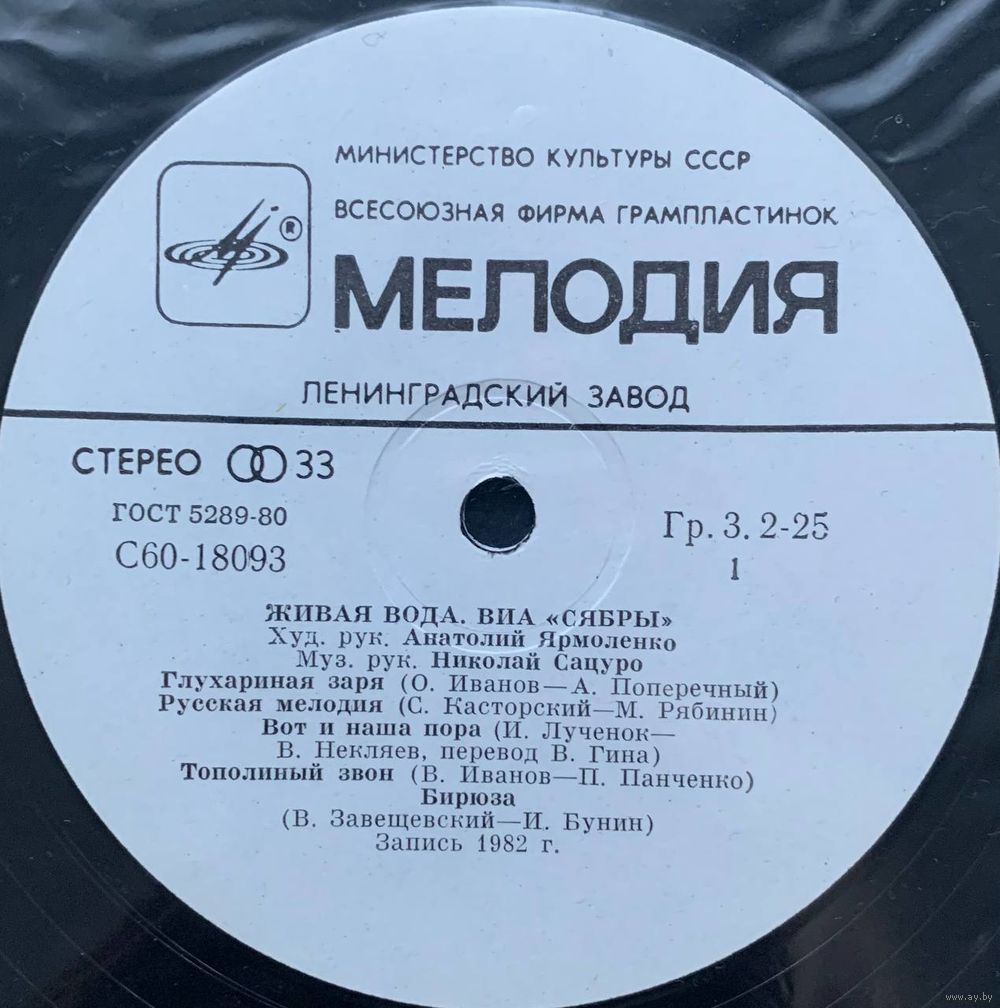 МИНИСТЕРСТВО КУЛЬТУРЫ СССР
ВСЕСОЮЗНАЯ ФИРМА ГРАМПЛАСТИНОК
®
МЕЛОДИЯ
ЛЕНИНГРАДСКИЙ ЗАВОД
СТЕРЕО 33
ГОСТ 5289-80
С60-18093
Гр. 3. 2-25
1
ЖИВАЯ ВОДА. ВИА «СЯБРЫ»
Худ. рук. Анатолий Ярмоленко
Муз. рук. Николай Сацуро
Глухариная заря (О. Иванов—А. Поперечный)
Русская мелодия (С. Касторский—М. Рябинин)
Вот и наша пора (И. Лученок—
В. Некляев, перевод В. Гина)
Тополиный звон (В. Иванов—П. Панченко)
Бирюза
(В. Завещевский—И. Бунин)
Запись 1982 г.
www.ay.by